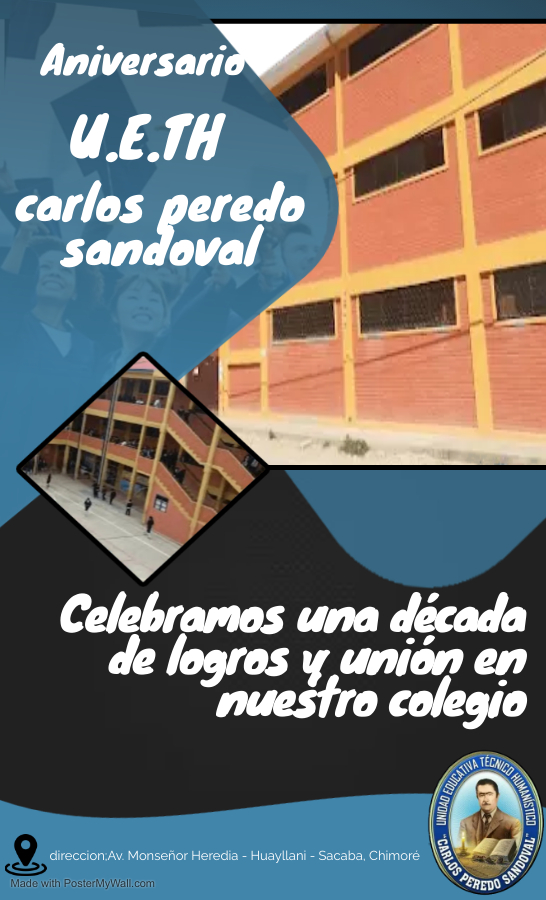 Aniversario
U.E.TH
carlos peredo
sandoval
Celebramos una década
de logros y unión en
nuestro colegio
UNIDAD EDUCATIVA TÉCNICO HUMANÍSTICO
"CARLOS PEREDO SANDOVAL"
direccion;Av. Monseñor Heredia - Huayllani - Sacaba, Chimoré
Made with PosterMyWall.com